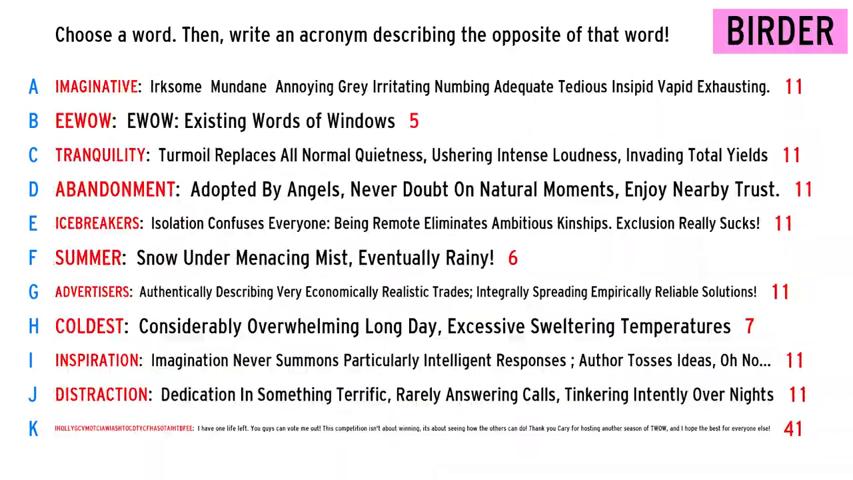 Choose a word. Then, write an acronym describing the opposite of that word!
BIRDER
A IMAGINATIVE: Irksome Mundane Annoying Grey Irritating Numbing Adequate Tedious Insipid Vapid Exhausting. 11
B EEWOW: EWOW: Existing Words of Windows 5
C TRANQUILITY: Turmoil Replaces All Normal Quietness, Ushering Intense Loudness, Invading Total Yields 11
D ABANDONMENT: Adopted By Angels, Never Doubt On Natural Moments, Enjoy Nearby Trust. 11
E ICEBREAKERS: Isolation Confuses Everyone: Being Remote Eliminates Ambitious Kinships. Exclusion Really Sucks! 11
F SUMMER: Snow Under Menacing Mist, Eventually Rainy! 6
G ADVERTISERS: Authentically Describing Very Economically Realistic Trades; Integrally Spreading Empirically Reliable Solutions! 11
H COLDEST: Considerably Overwhelming Long Day, Excessive Sweltering Temperatures 7
I INSPIRATION: Imagination Never Summons Particularly Intelligent Responses ; Author Tosses Ideas, Oh No... 11
J DISTRACTION: Dedication In Something Terrific, Rarely Answering Calls, Tinkering Intently Over Nights 11
K I have one life left. You guys can vote me out! This competition isn't about winning, its about seeing how the others can do! Thank you Cary for hosting another season of TWOW, and I hope the best for everyone else! 41